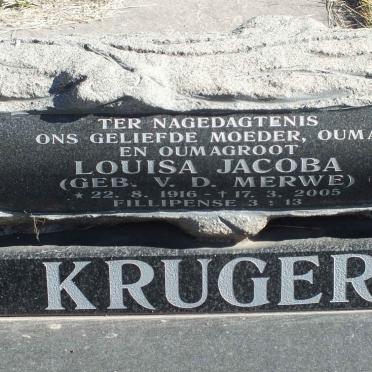 TER NAGEDAGTENIS
ONS GELIEFDE MOEDER, OUMA
EN OUMAGROOT
LOUISA JACOBA
(GEB. V. D. MERWE)
* 22. 8. 1916 - † 17. 3. 2005
FILLIPENSE 3 : 13
KRUGER